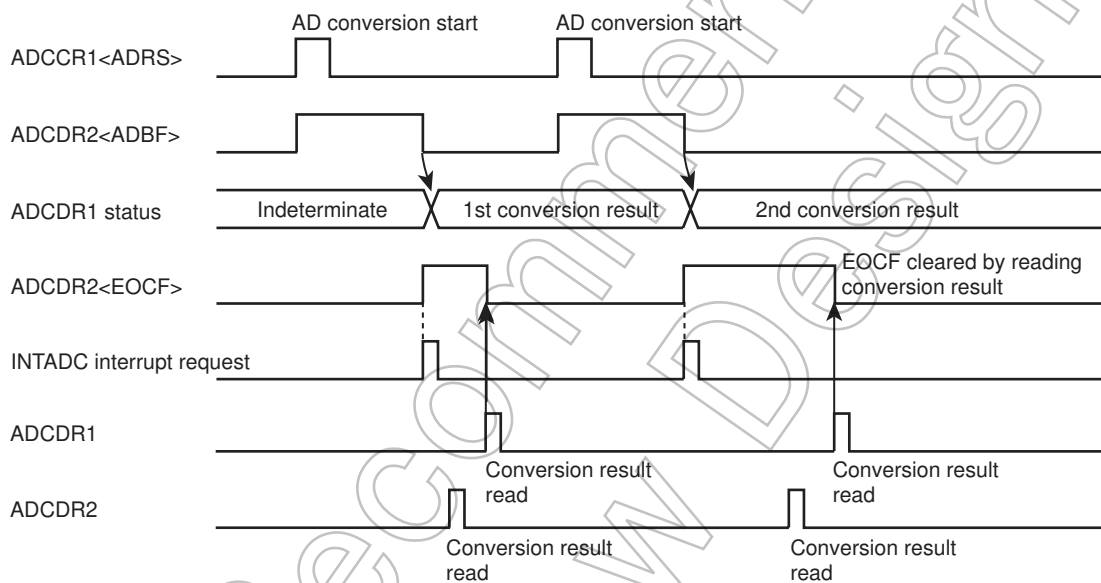 AD conversion start
AD conversion start
ADCCR1<ADRS>
ADCDR2<ADBF>
ADCDR1 status
Indeterminate
1st conversion result
2nd conversion result
ADCDR2<EOCF>
EOCF cleared by reading
conversion result
INTADC interrupt request
ADCDR1
Conversion result
read
Conversion result
read
ADCDR2
Conversion result
read
Conversion result
read